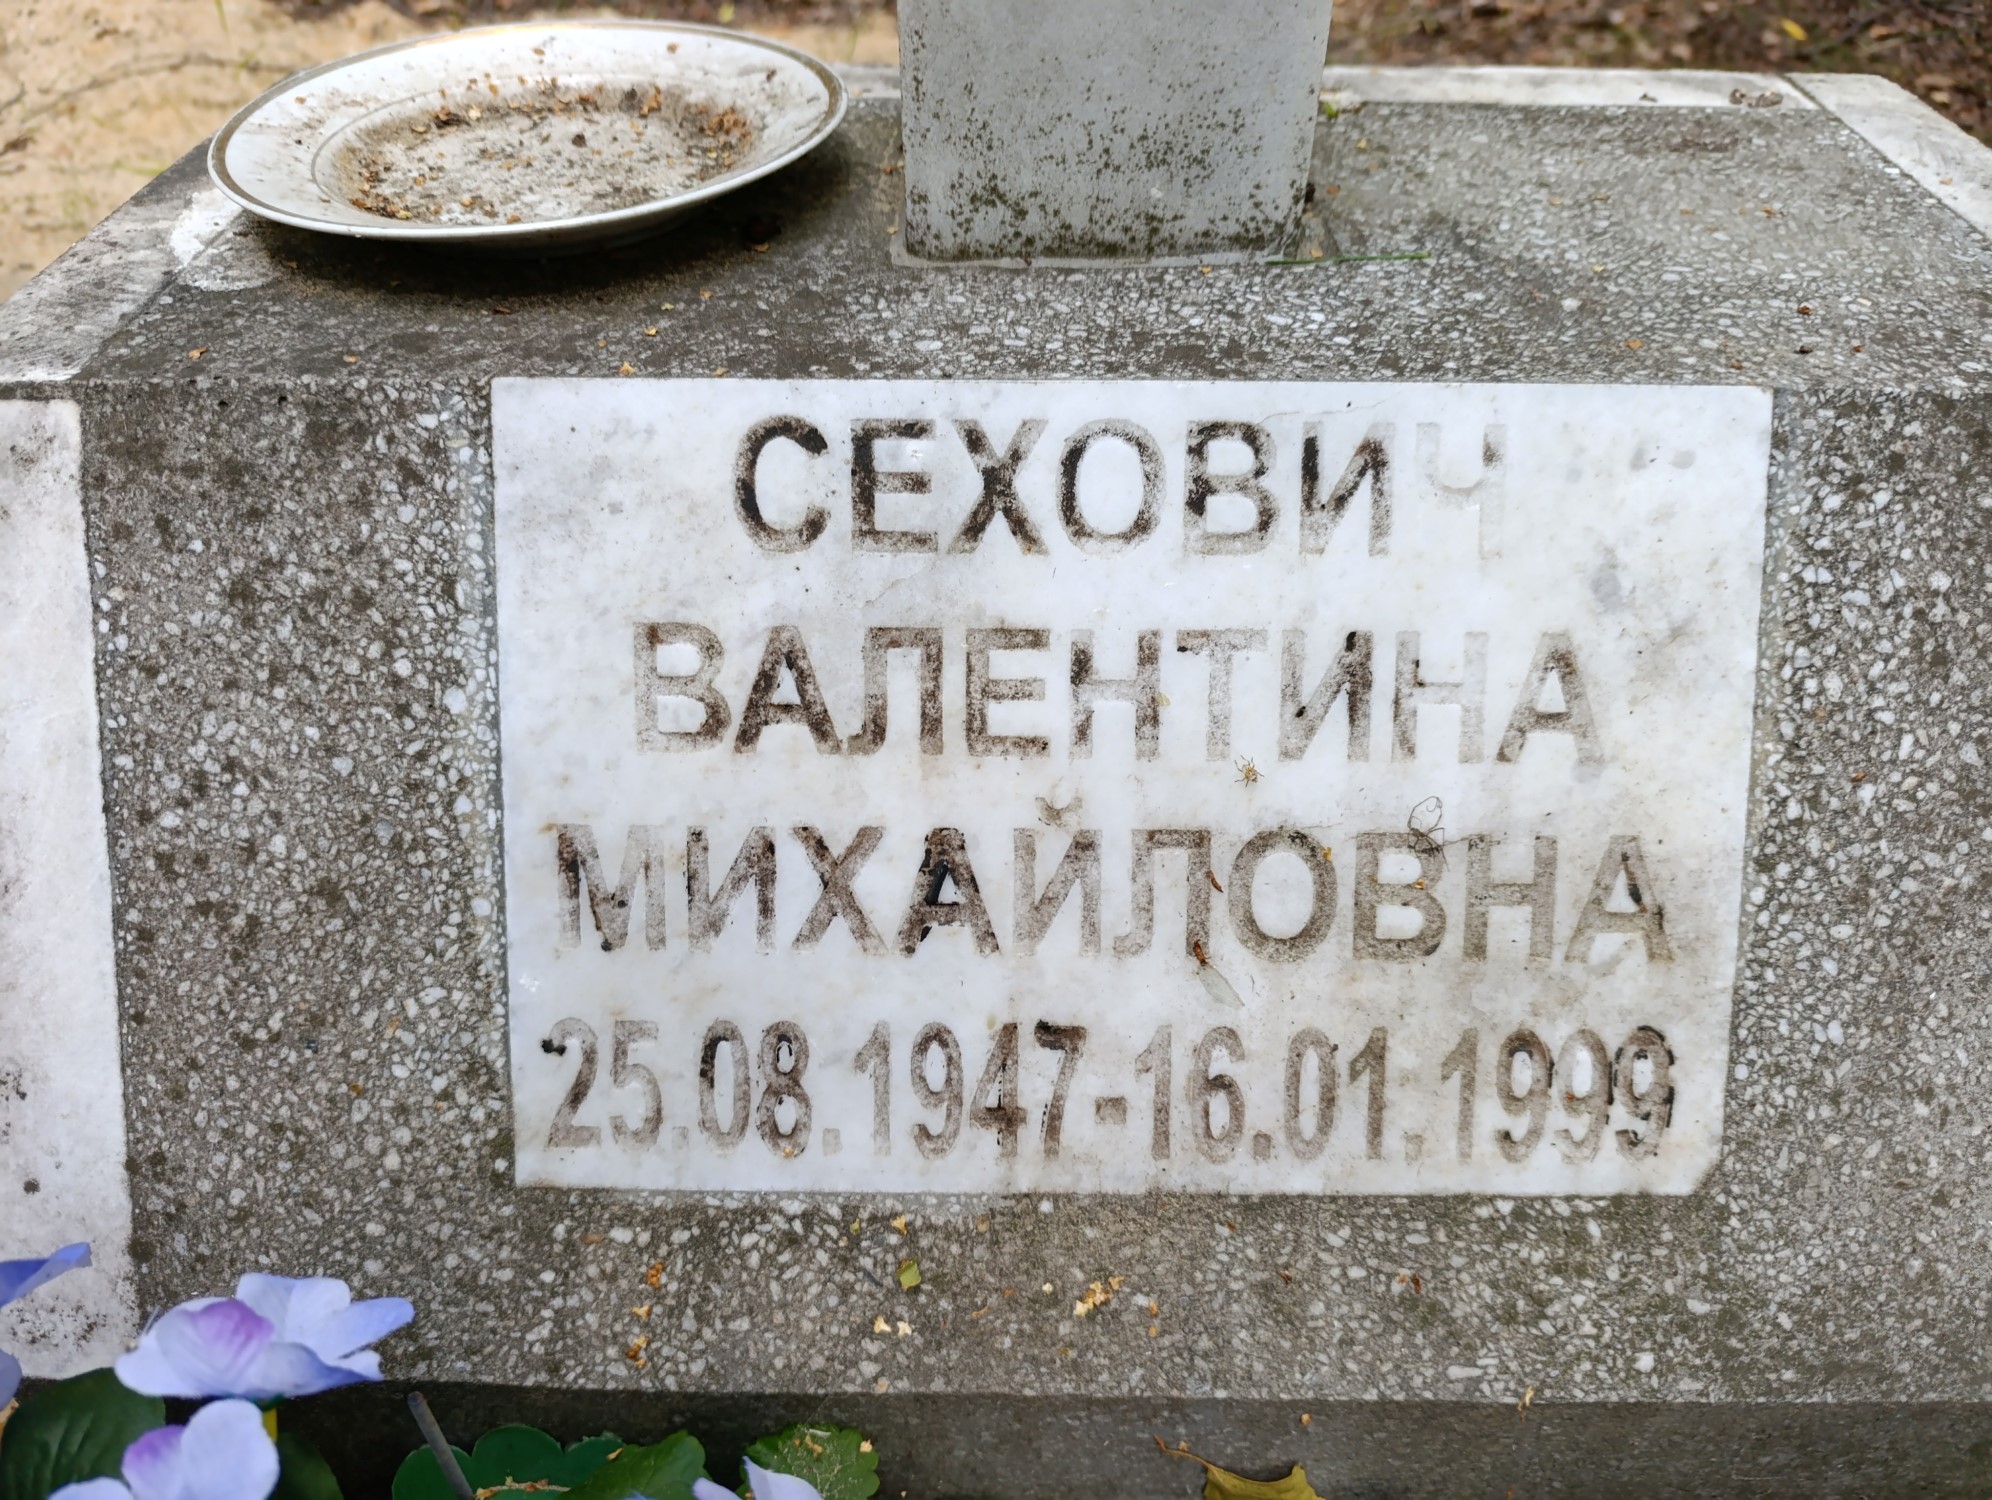 СЕХОВИЧ
ВАЛЕНТИНА
МИХАЙЛОВНА
25.08.1947-16.01.1999